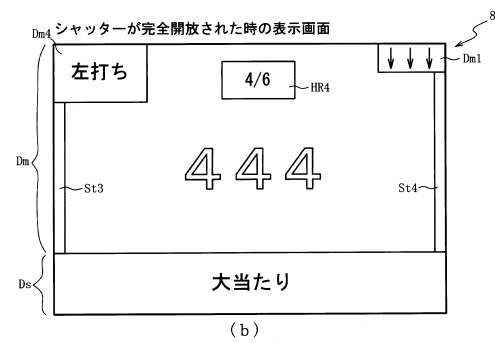 シャッターが完全開放された時の表示画面
8
Dm4
左打ち
4/6
HR4
Dm1
Dm
444
St3
St4
Ds
大当たり
(b)